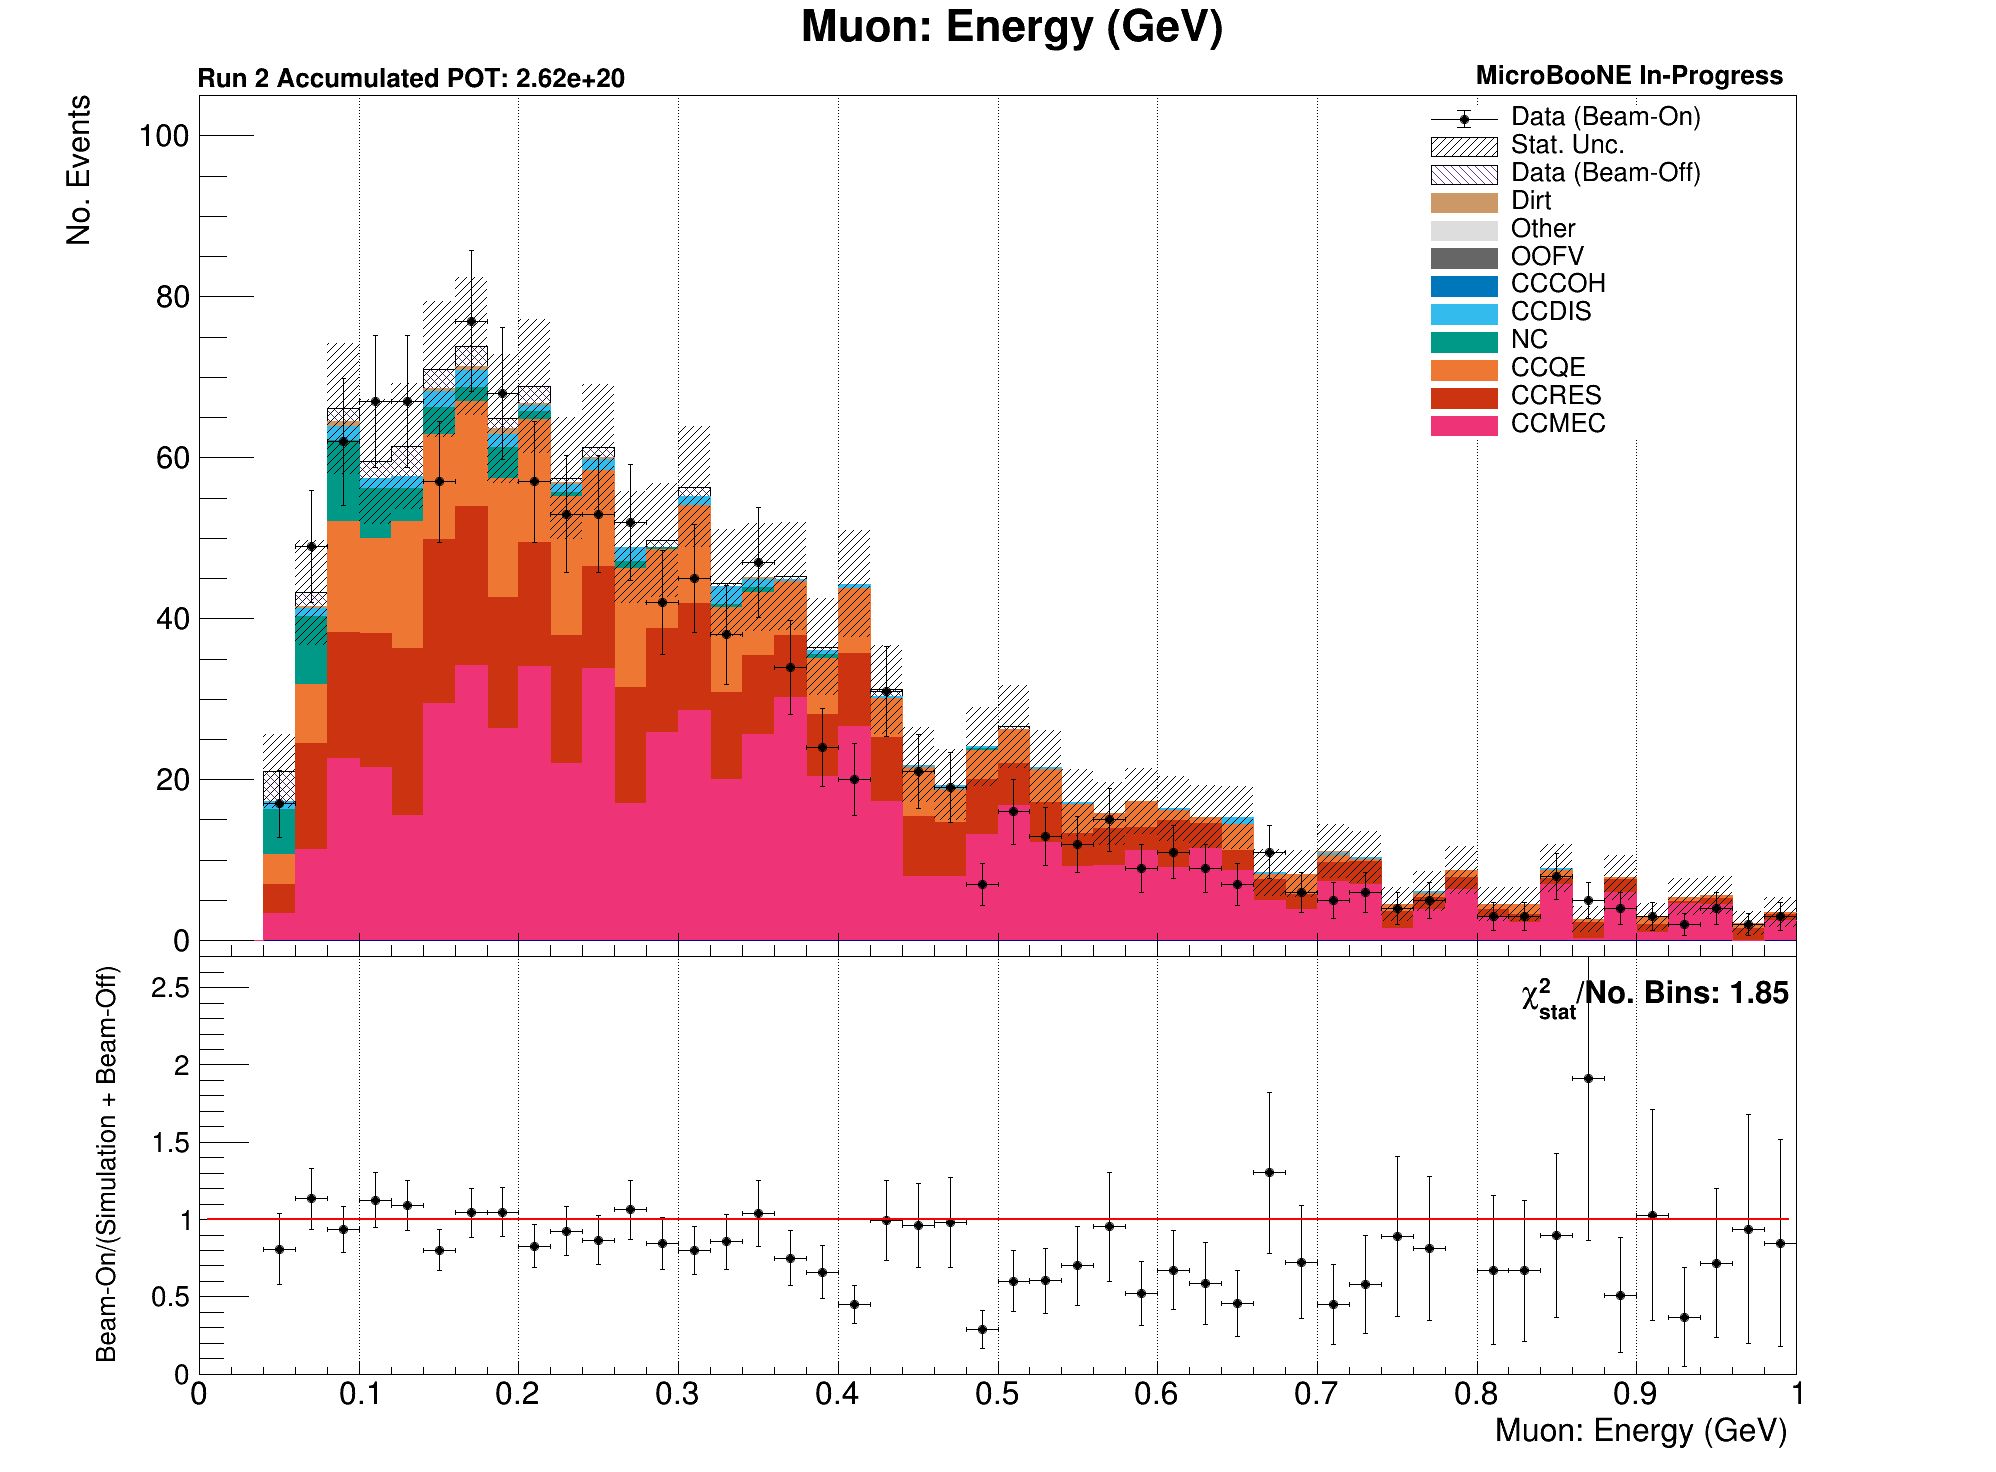 Muon: Energy (GeV)
Run 2 Accumulated POT: 2.62e+20
MicroBooNE In-Progress
No. Events
100
80
60
40
20
0
Data (Beam-On)
Stat. Unc.
Data (Beam-Off)
Dirt
Other
OOFV
CCCOH
CCDIS
NC
CCQE
CCRES
CCMEC
Beam-On/(Simulation + Beam-Off)
2.5
2
1.5
1
0.5
0
χ²stat/No. Bins: 1.85
0 0.1 0.2 0.3 0.4 0.5 0.6 0.7 0.8 0.9 1
Muon: Energy (GeV)